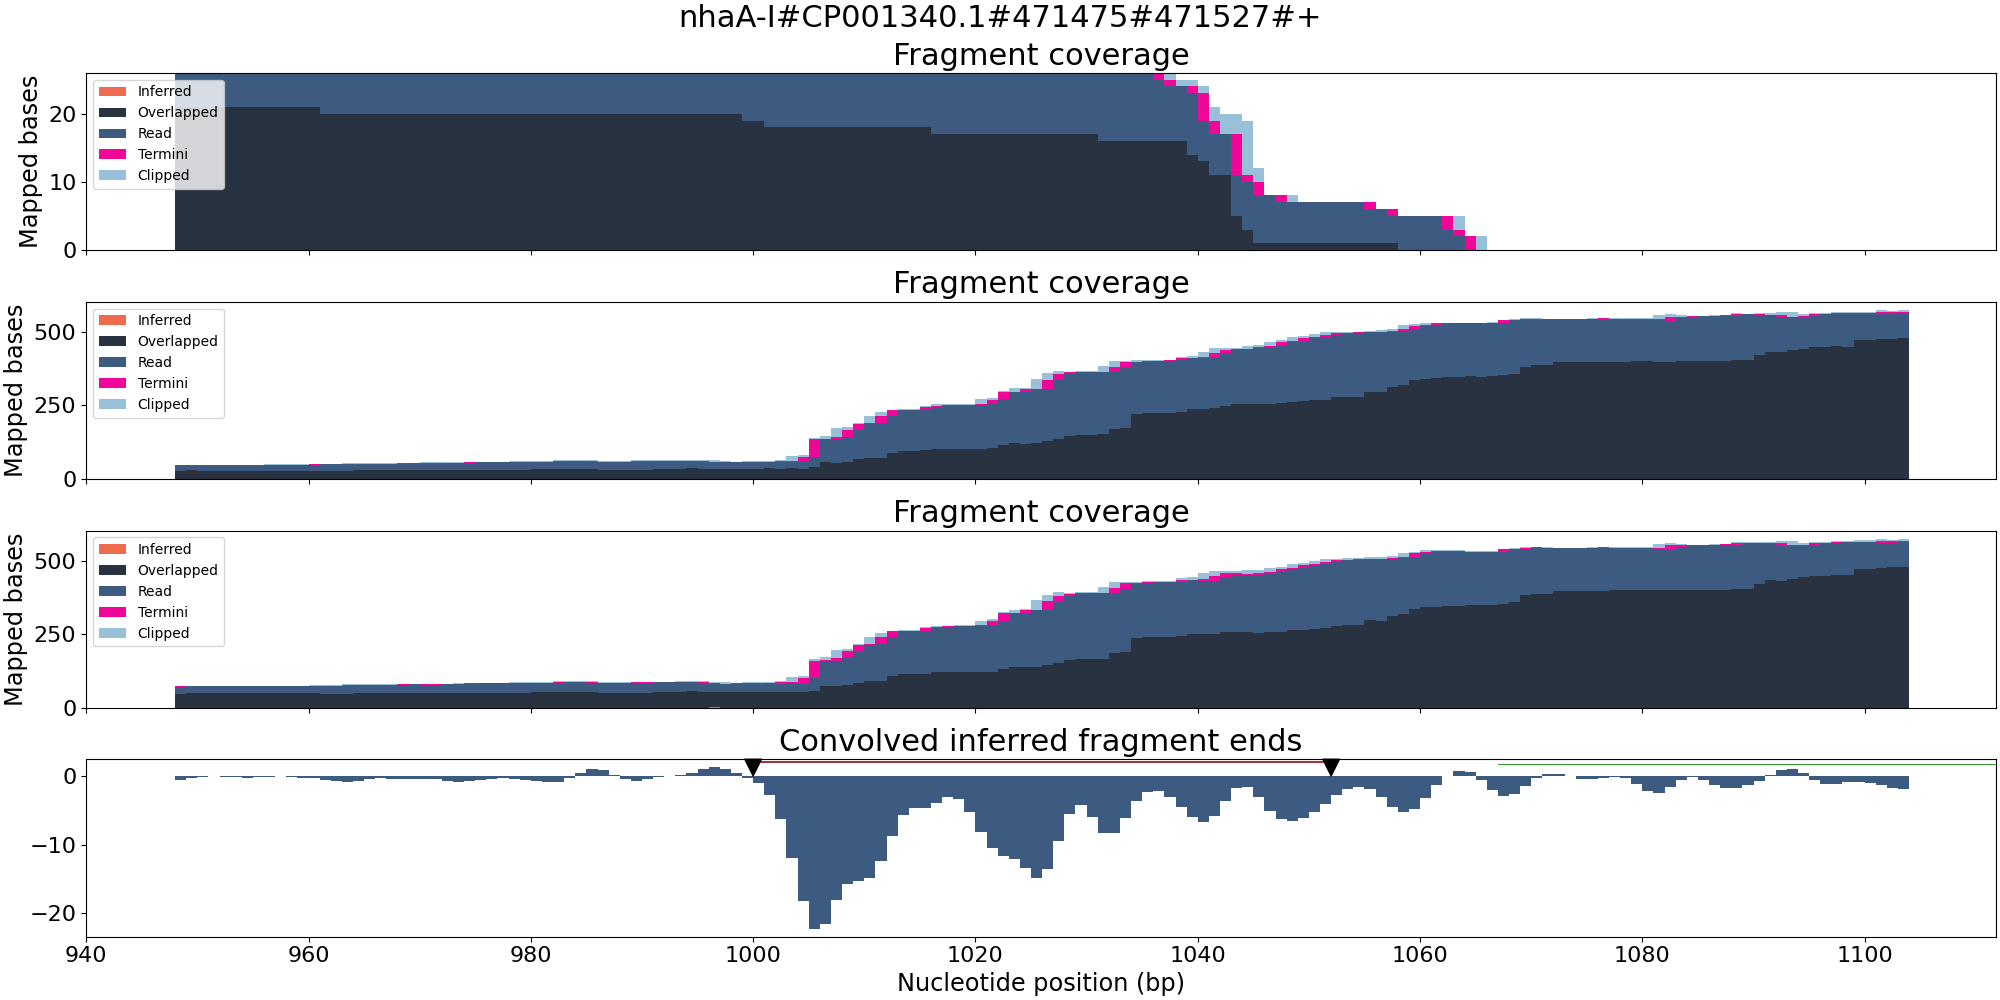 nhaA-I#CP001340.1#471475#471527#+
Fragment coverage
Mapped bases
20
10
0
Inferred
Overlapped
Read
Termini
Clipped
Fragment coverage
Mapped bases
500
250
0
Inferred
Overlapped
Read
Termini
Clipped
Fragment coverage
Mapped bases
500
250
0
Inferred
Overlapped
Read
Termini
Clipped
Convolved inferred fragment ends
0
−10
−20
940 960 980 1000 1020 1040 1060 1080 1100
Nucleotide position (bp)